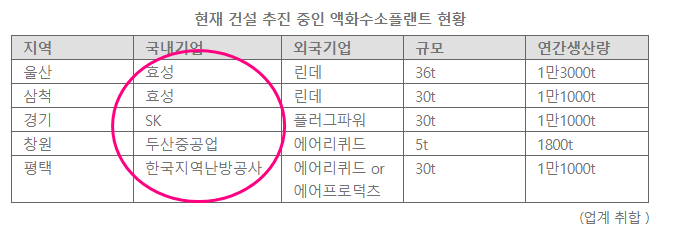 현재 건설 추진 중인 액화수소플랜트 현황
지역 국내기업 외국기업 규모 연간생산량
울산 효성 린데 36t 1만3000t
삼척 효성 린데 30t 1만1000t
경기 SK 플러그파워 30t 1만1000t
창원 두산중공업 에어리퀴드 5t 1800t
평택 한국지역난방공사 에어리퀴드 or 30t 1만1000t
에어프로덕츠
(업계 취합 )